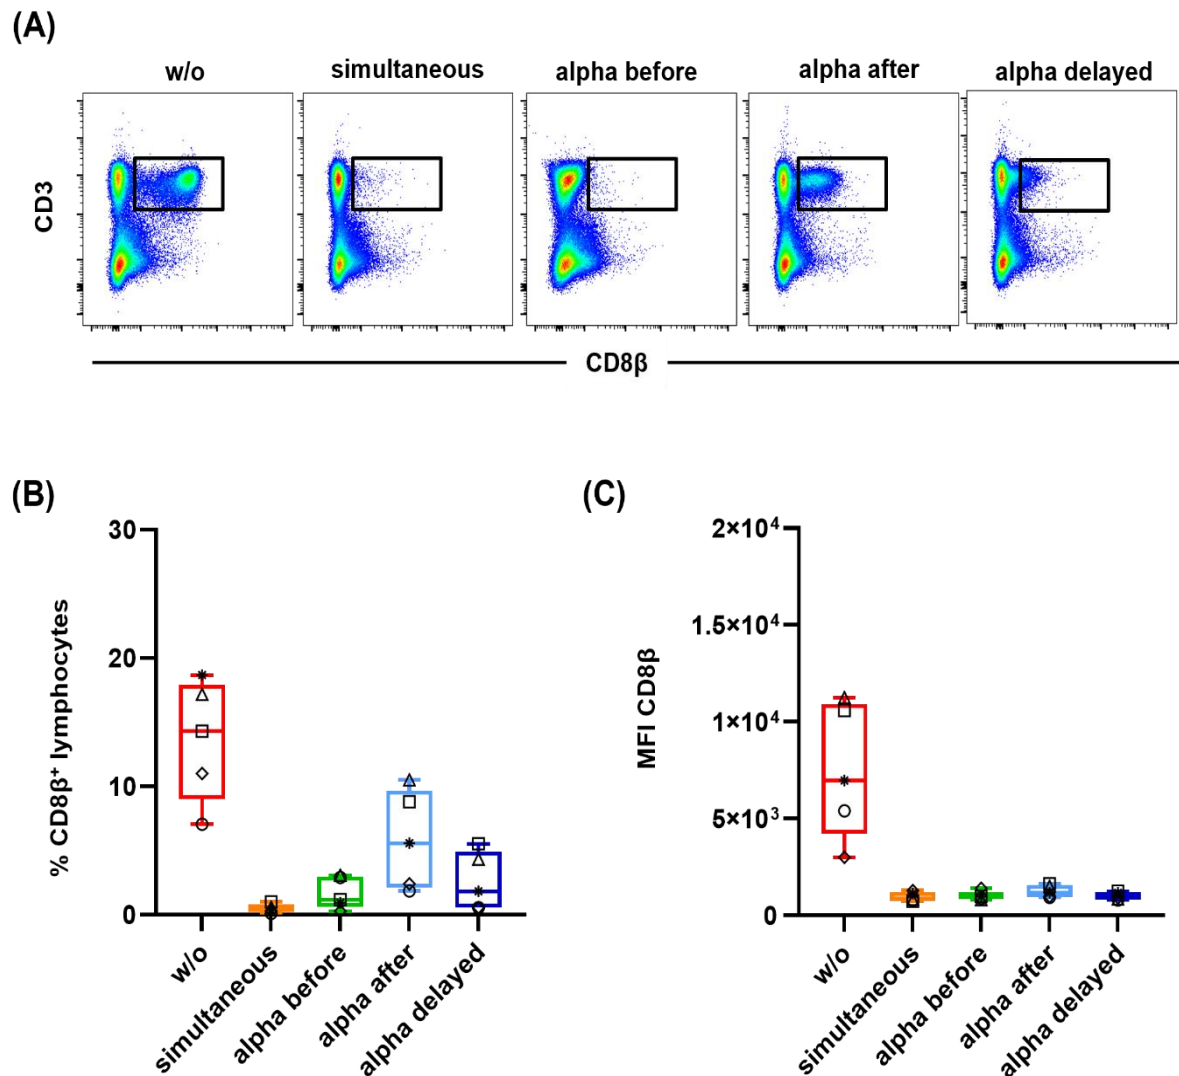 (A)
w/o simultaneous alpha before alpha after alpha delayed
CD3
CD8β
(B)
(C)
% CD8β⁺ lymphocytes
30
20
10
0
w/o
simultaneous
alpha before
alpha after
alpha delayed
MFI CD8β
2×10⁴
1.5×10⁴
1×10⁴
5×10³
0
w/o
simultaneous
alpha before
alpha after
alpha delayed